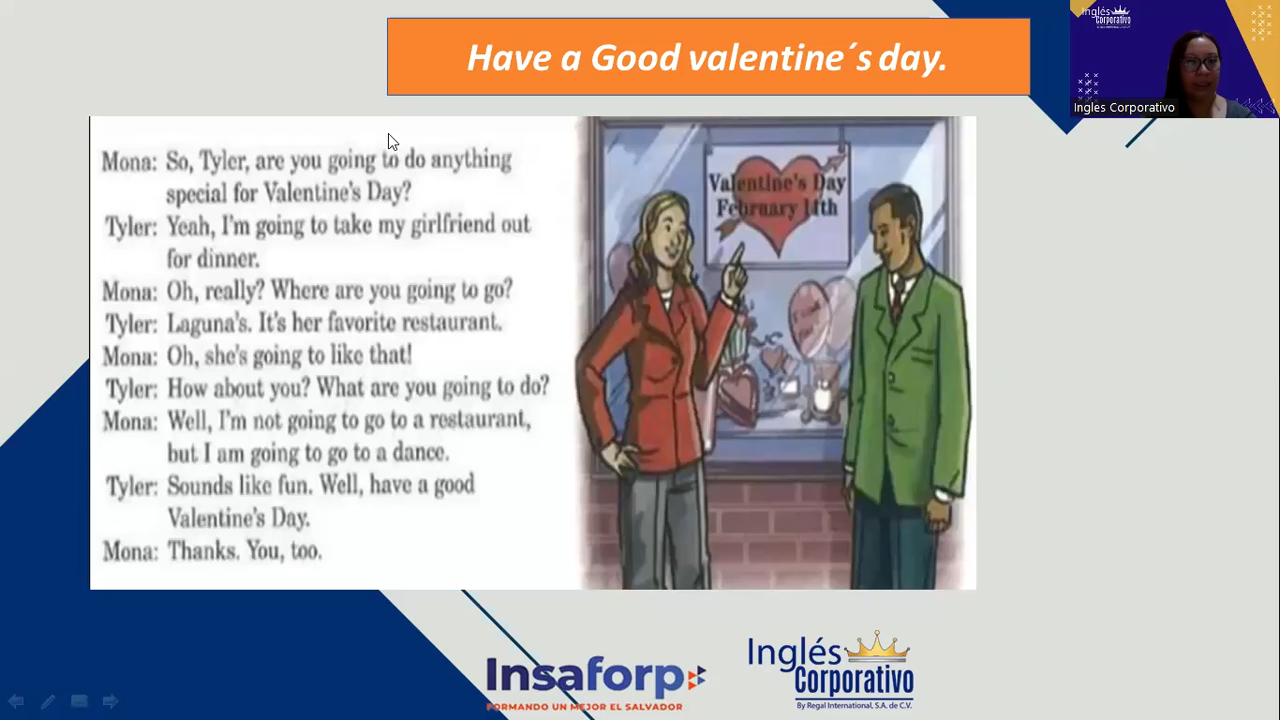 Have a Good valentine´s day.
Inglés
Corporativo
Ingles Corporativo
Mona: So, Tyler, are you going to do anything
special for Valentine's Day?
Tyler: Yeah, I'm going to take my girlfriend out
for dinner.
Mona: Oh, really? Where are you going to go?
Tyler: Laguna's. It's her favorite restaurant.
Mona: Oh, she's going to like that!
Tyler: How about you? What are you going to do?
Mona: Well, I'm not going to go to a restaurant,
but I am going to go to a dance.
Tyler: Sounds like fun. Well, have a good
Valentine's Day.
Mona: Thanks. You, too.
Valentine's Day
February 14th
Insaforp
FORMANDO UN MEJOR EL SALVADOR
Inglés
Corporativo
By Regal International, S.A. de C.V.